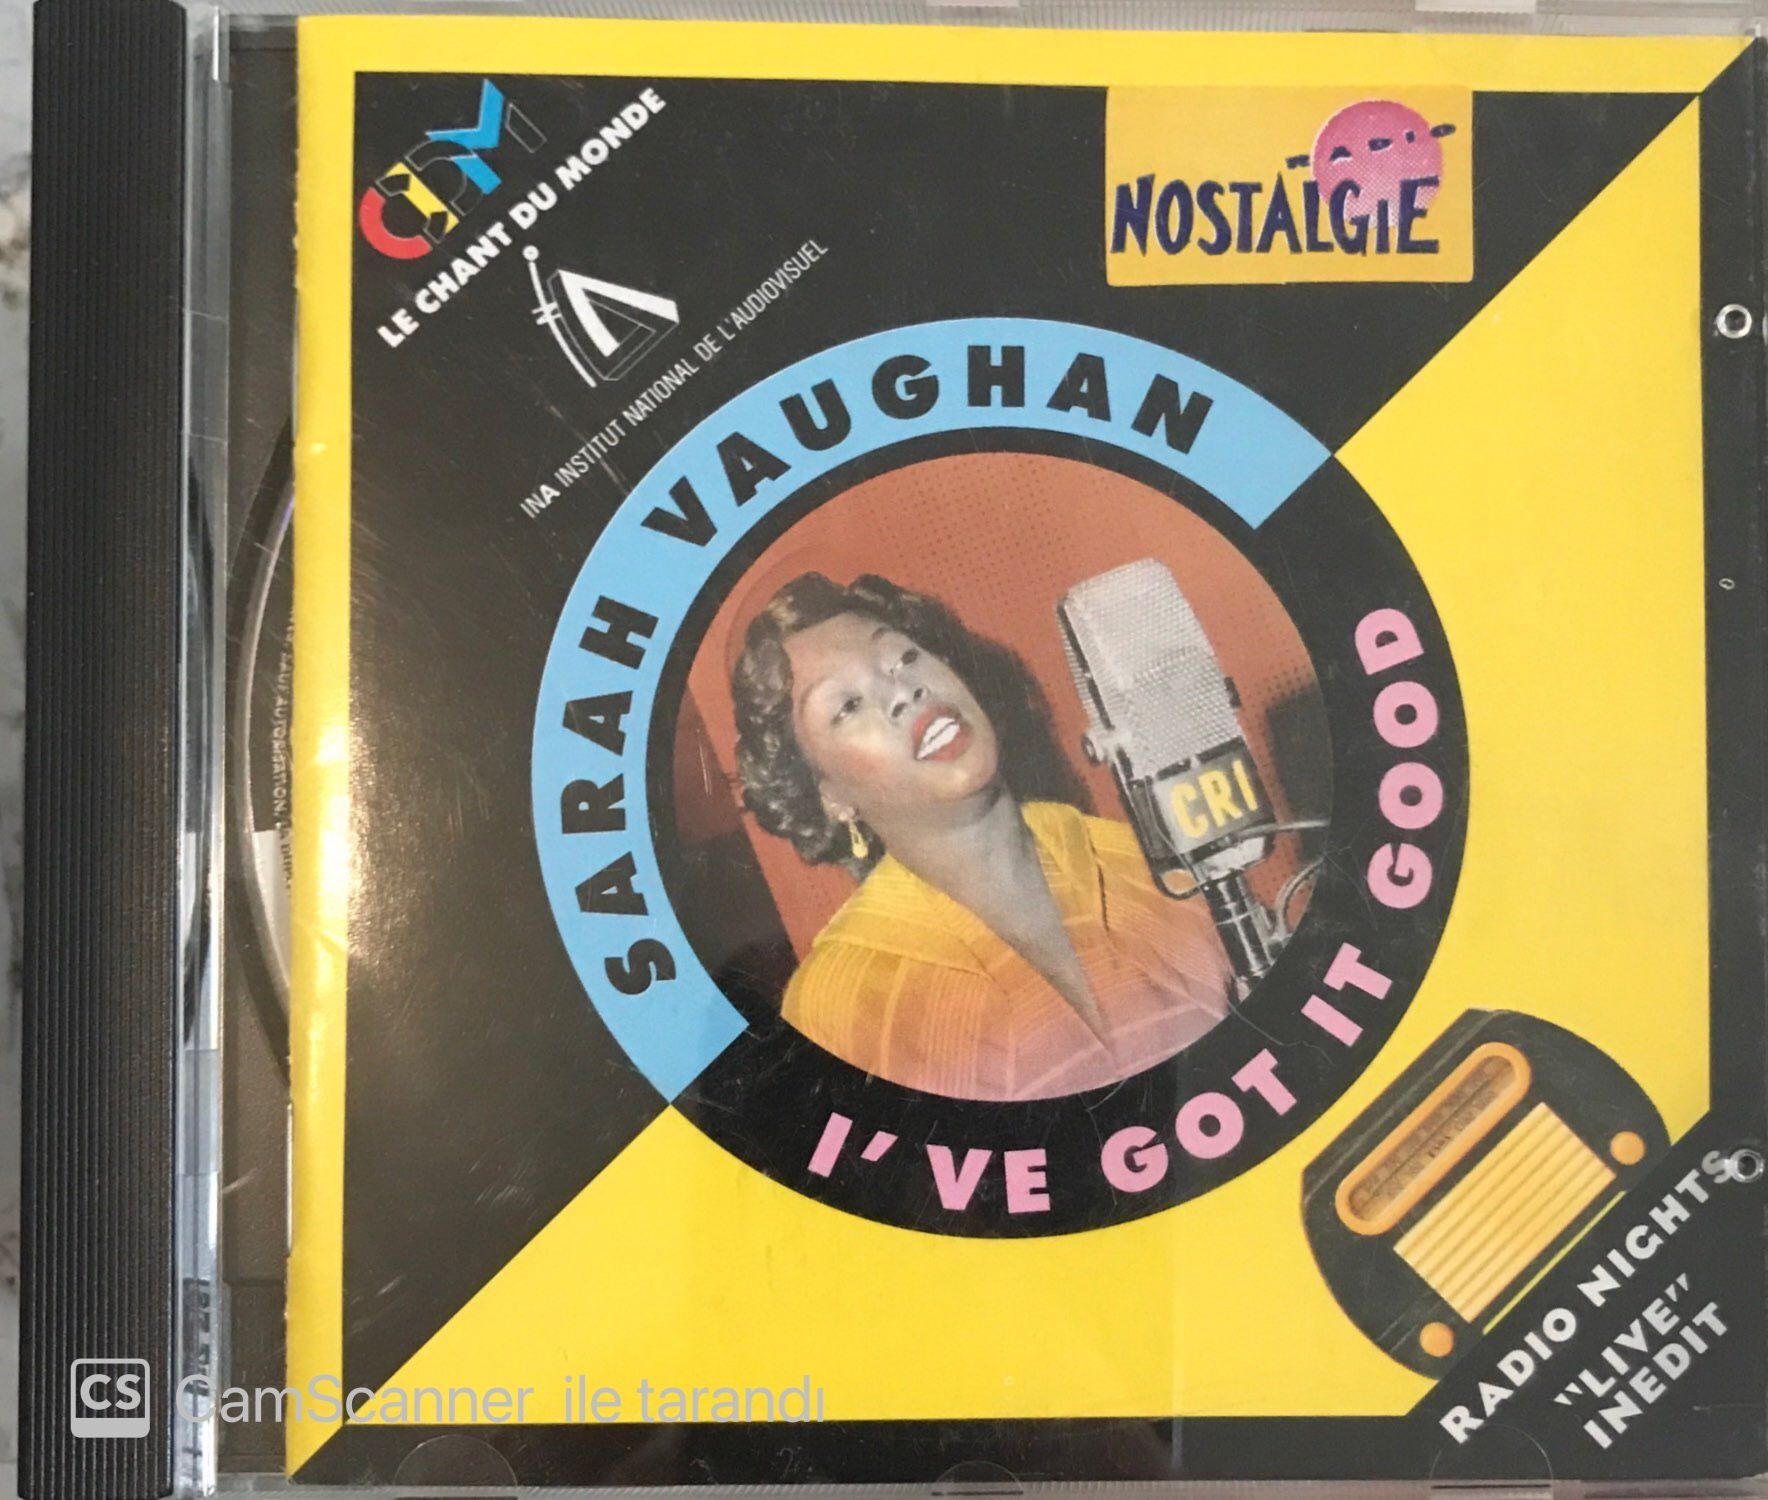 CDM
LE CHANT DU MONDE
INA INSTITUT NATIONAL DE L'AUDIOVISUEL
RADIO
NOSTALGIE
SARAH VAUGHAN
CRI
I'VE GOT IT GOOD
RADIO NIGHTS
"LIVE"
INEDIT
CS CamScanner ile tarandı